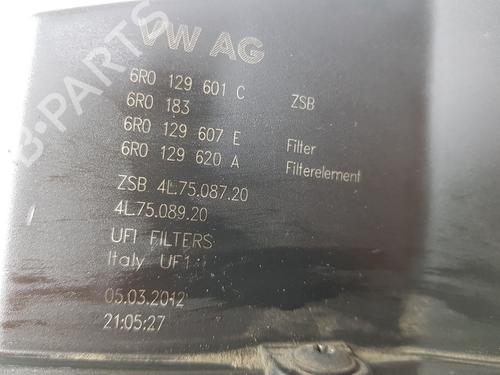 VW AG
6R0 129 601 C ZSB
6R0 183
6R0 129 607 E Filter
6R0 129 620 A Filterelement
ZSB 4L.75.087.20
4L.75.089.20
UFI FILTERS
Italy UF1
05.03.2012
21:05:27
B-PARTS